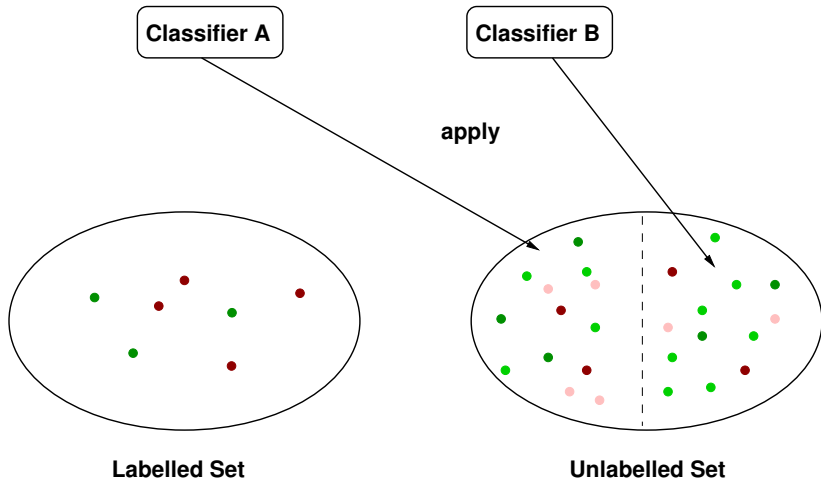 Classifier A
Classifier B
apply
Labelled Set
Unlabelled Set